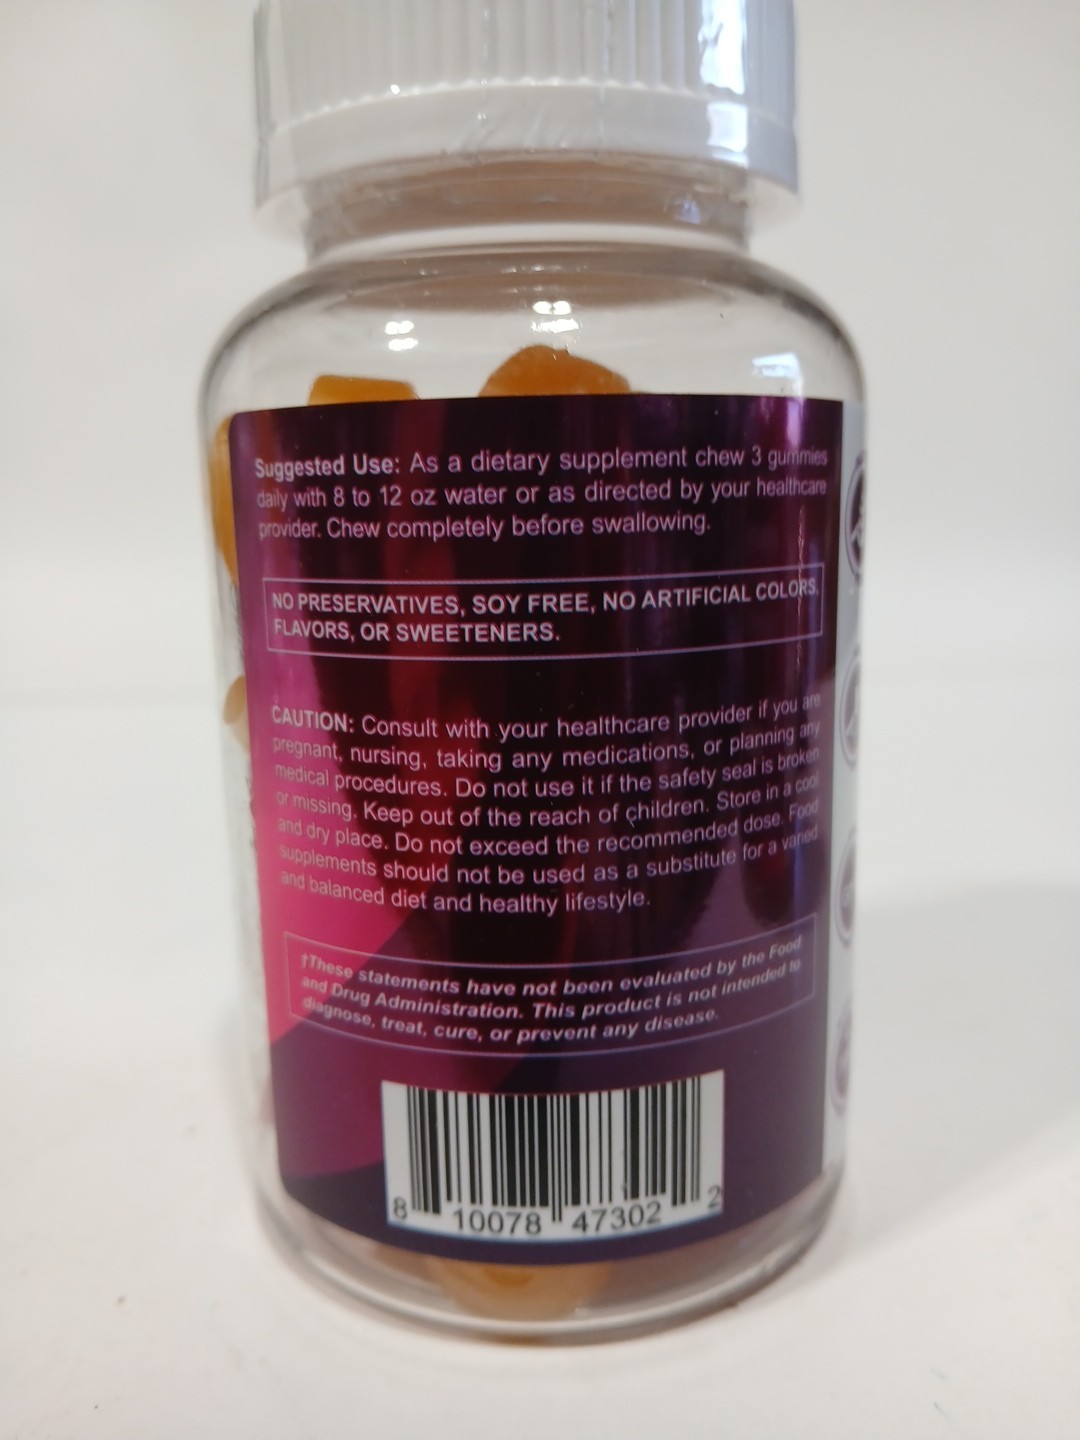 Suggested Use: As a dietary supplement chew 3 gummies
daily with 8 to 12 oz water or as directed by your healthcare
provider. Chew completely before swallowing.
NO PRESERVATIVES, SOY FREE, NO ARTIFICIAL COLORS,
FLAVORS, OR SWEETENERS.
CAUTION: Consult with your healthcare provider if you are
pregnant, nursing, taking any medications, or planning any
medical procedures. Do not use it if the safety seal is broken
or missing. Keep out of the reach of children. Store in a cool
and dry place. Do not exceed the recommended dose. Food
supplements should not be used as a substitute for a varied
and balanced diet and healthy lifestyle.
†These statements have not been evaluated by the Food
and Drug Administration. This product is not intended to
diagnose, treat, cure, or prevent any disease.
8 10078 47302 2